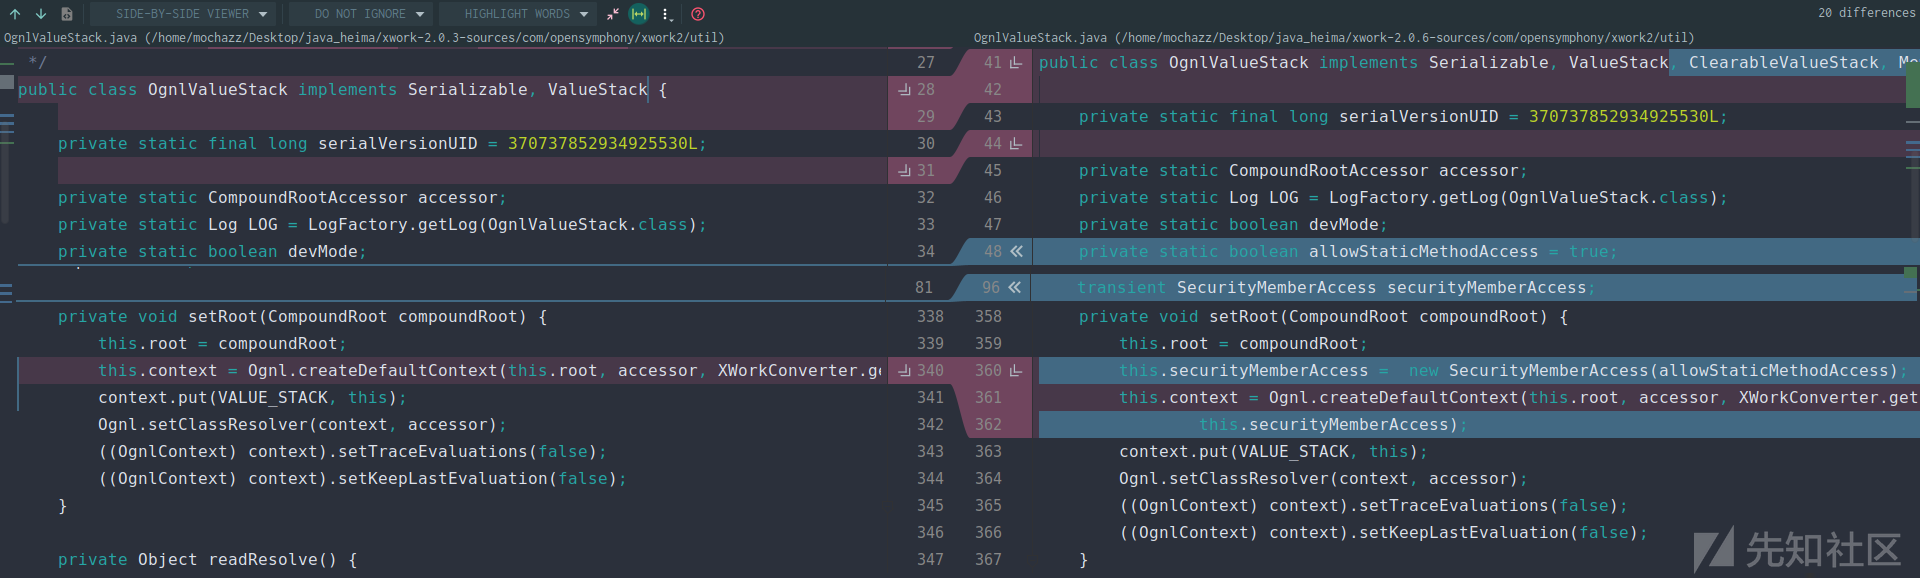 SIDE-BY-SIDE VIEWER
DO NOT IGNORE
HIGHLIGHT WORDS
20 differences
OgnlValueStack.java (/home/mochazz/Desktop/java_heima/xwork-2.0.3-sources/com/opensymphony/xwork2/util)
*/
public class OgnlValueStack implements Serializable, ValueStack {
private static final long serialVersionUID = 370737852934925530L;
private static CompoundRootAccessor accessor;
private static Log LOG = LogFactory.getLog(OgnlValueStack.class);
private static boolean devMode;
private void setRoot(CompoundRoot compoundRoot) {
this.root = compoundRoot;
this.context = Ognl.createDefaultContext(this.root, accessor, XWorkConverter.ge
context.put(VALUE_STACK, this);
Ognl.setClassResolver(context, accessor);
((OgnlContext) context).setTraceEvaluations(false);
((OgnlContext) context).setKeepLastEvaluation(false);
}
private Object readResolve() {
27
28
29
30
31
32
33
34
81
338
339
340
341
342
343
344
345
346
347
OgnlValueStack.java (/home/mochazz/Desktop/java_heima/xwork-2.0.6-sources/com/opensymphony/xwork2/util)
41
42
43
44
45
46
47
48
96
358
359
360
361
362
363
364
365
366
367
public class OgnlValueStack implements Serializable, ValueStack, ClearableValueStack, Me
private static final long serialVersionUID = 370737852934925530L;
private static CompoundRootAccessor accessor;
private static Log LOG = LogFactory.getLog(OgnlValueStack.class);
private static boolean devMode;
private static boolean allowStaticMethodAccess = true;
transient SecurityMemberAccess securityMemberAccess;
private void setRoot(CompoundRoot compoundRoot) {
this.root = compoundRoot;
this.securityMemberAccess = new SecurityMemberAccess(allowStaticMethodAccess);
this.context = Ognl.createDefaultContext(this.root, accessor, XWorkConverter.get
this.securityMemberAccess);
context.put(VALUE_STACK, this);
Ognl.setClassResolver(context, accessor);
((OgnlContext) context).setTraceEvaluations(false);
((OgnlContext) context).setKeepLastEvaluation(false);
}
先知社区